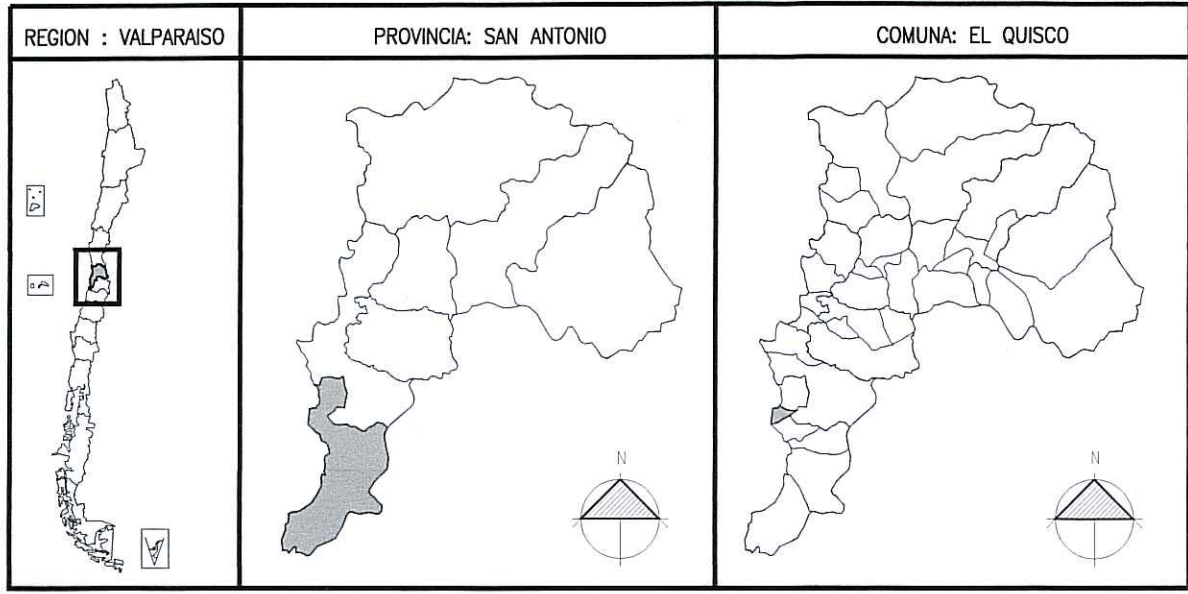 REGION : VALPARAISO
PROVINCIA: SAN ANTONIO
COMUNA: EL QUISCO
N
N